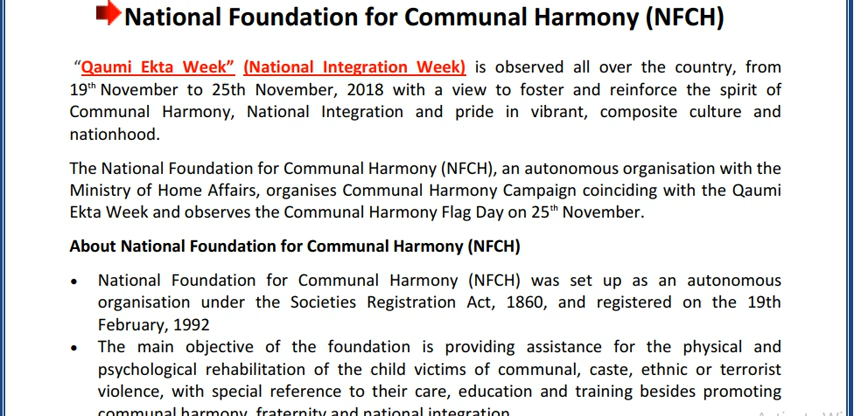 National Foundation for Communal Harmony (NFCH)
“Qaumi Ekta Week” (National Integration Week) is observed all over the country, from
19th November to 25th November, 2018 with a view to foster and reinforce the spirit of
Communal Harmony, National Integration and pride in vibrant, composite culture and
nationhood.
The National Foundation for Communal Harmony (NFCH), an autonomous organisation with the
Ministry of Home Affairs, organises Communal Harmony Campaign coinciding with the Qaumi
Ekta Week and observes the Communal Harmony Flag Day on 25th November.
About National Foundation for Communal Harmony (NFCH)
• National Foundation for Communal Harmony (NFCH) was set up as an autonomous
organisation under the Societies Registration Act, 1860, and registered on the 19th
February, 1992
• The main objective of the foundation is providing assistance for the physical and
psychological rehabilitation of the child victims of communal, caste, ethnic or terrorist
violence, with special reference to their care, education and training besides promoting
communal harmony, fraternity and national integration